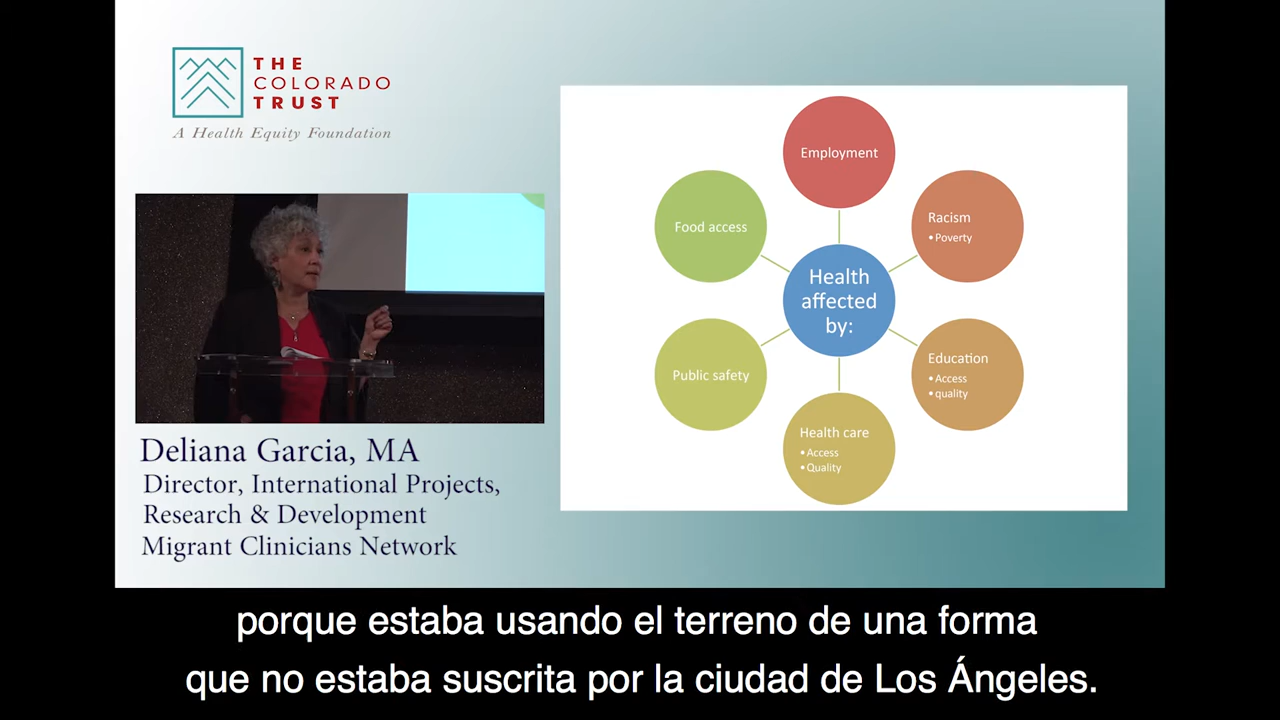 THE
COLORADO
TRUST
A Health Equity Foundation
Deliana Garcia, MA
Director, International Projects,
Research & Development
Migrant Clinicians Network
Employment
Food access
Racism
•Poverty
Health
affected
by:
Public safety
Education
•Access
•quality
Health care
•Access
•Quality
porque estaba usando el terreno de una forma
que no estaba suscrita por la ciudad de Los Ángeles.